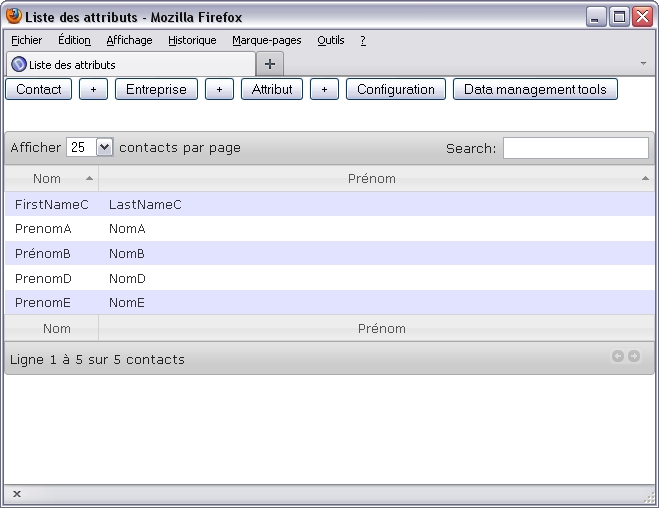 Liste des attributs - Mozilla Firefox
Fichier Édition Affichage Historique Marque-pages Outils ?
Liste des attributs +
Contact + Entreprise + Attribut + Configuration Data management tools
Afficher 25 contacts par page Search:
Nom Prénom
FirstNameC LastNameC
PrenomA NomA
PrénomB NomB
PrenomD NomD
PrenomE NomE
Nom Prénom
Ligne 1 à 5 sur 5 contacts
x